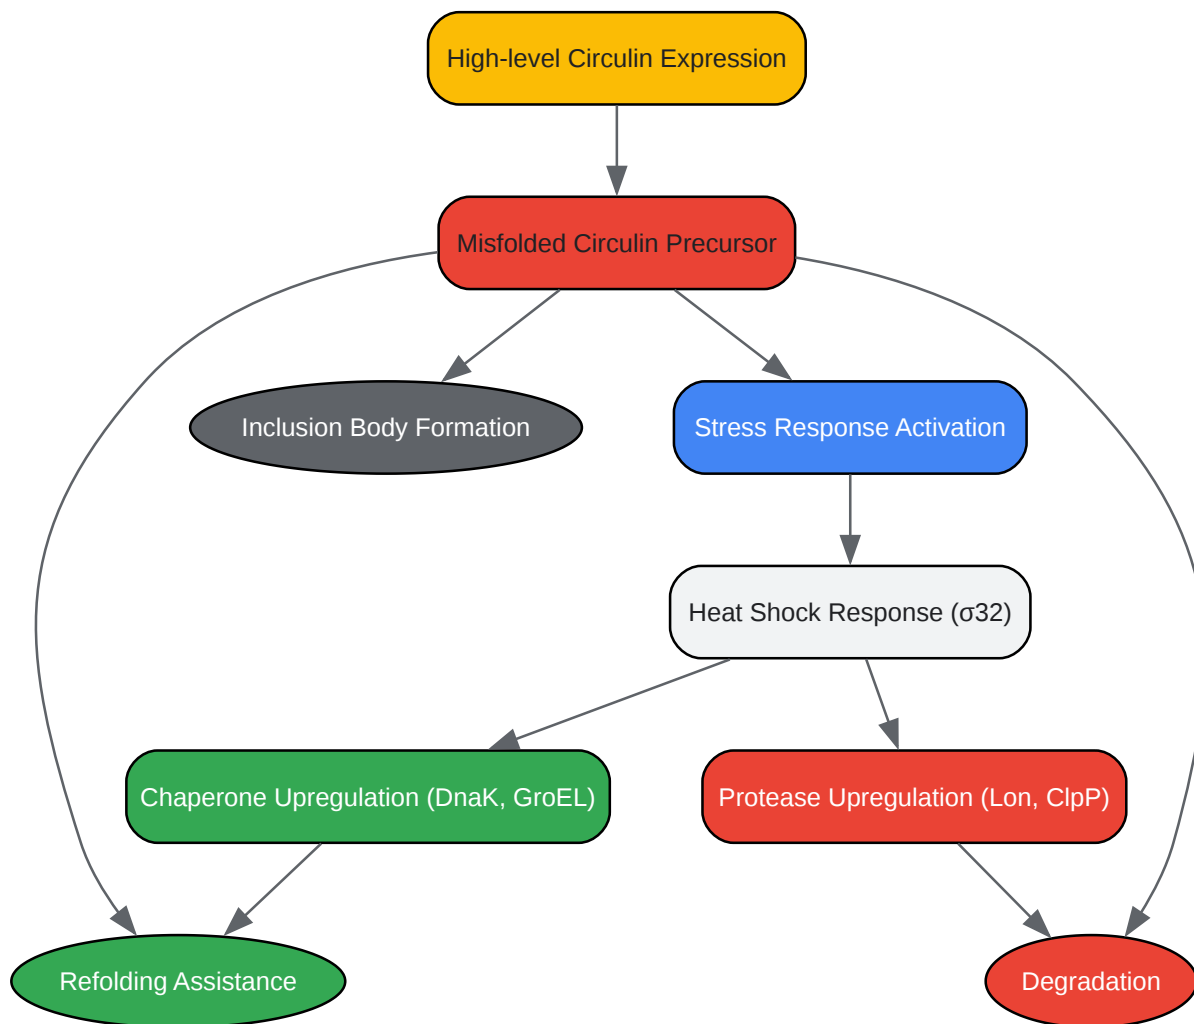 High-level Circulin Expression
Misfolded Circulin Precursor
Inclusion Body Formation
Stress Response Activation
Heat Shock Response (σ32)
Chaperone Upregulation (DnaK, GroEL)
Protease Upregulation (Lon, ClpP)
Refolding Assistance
Degradation